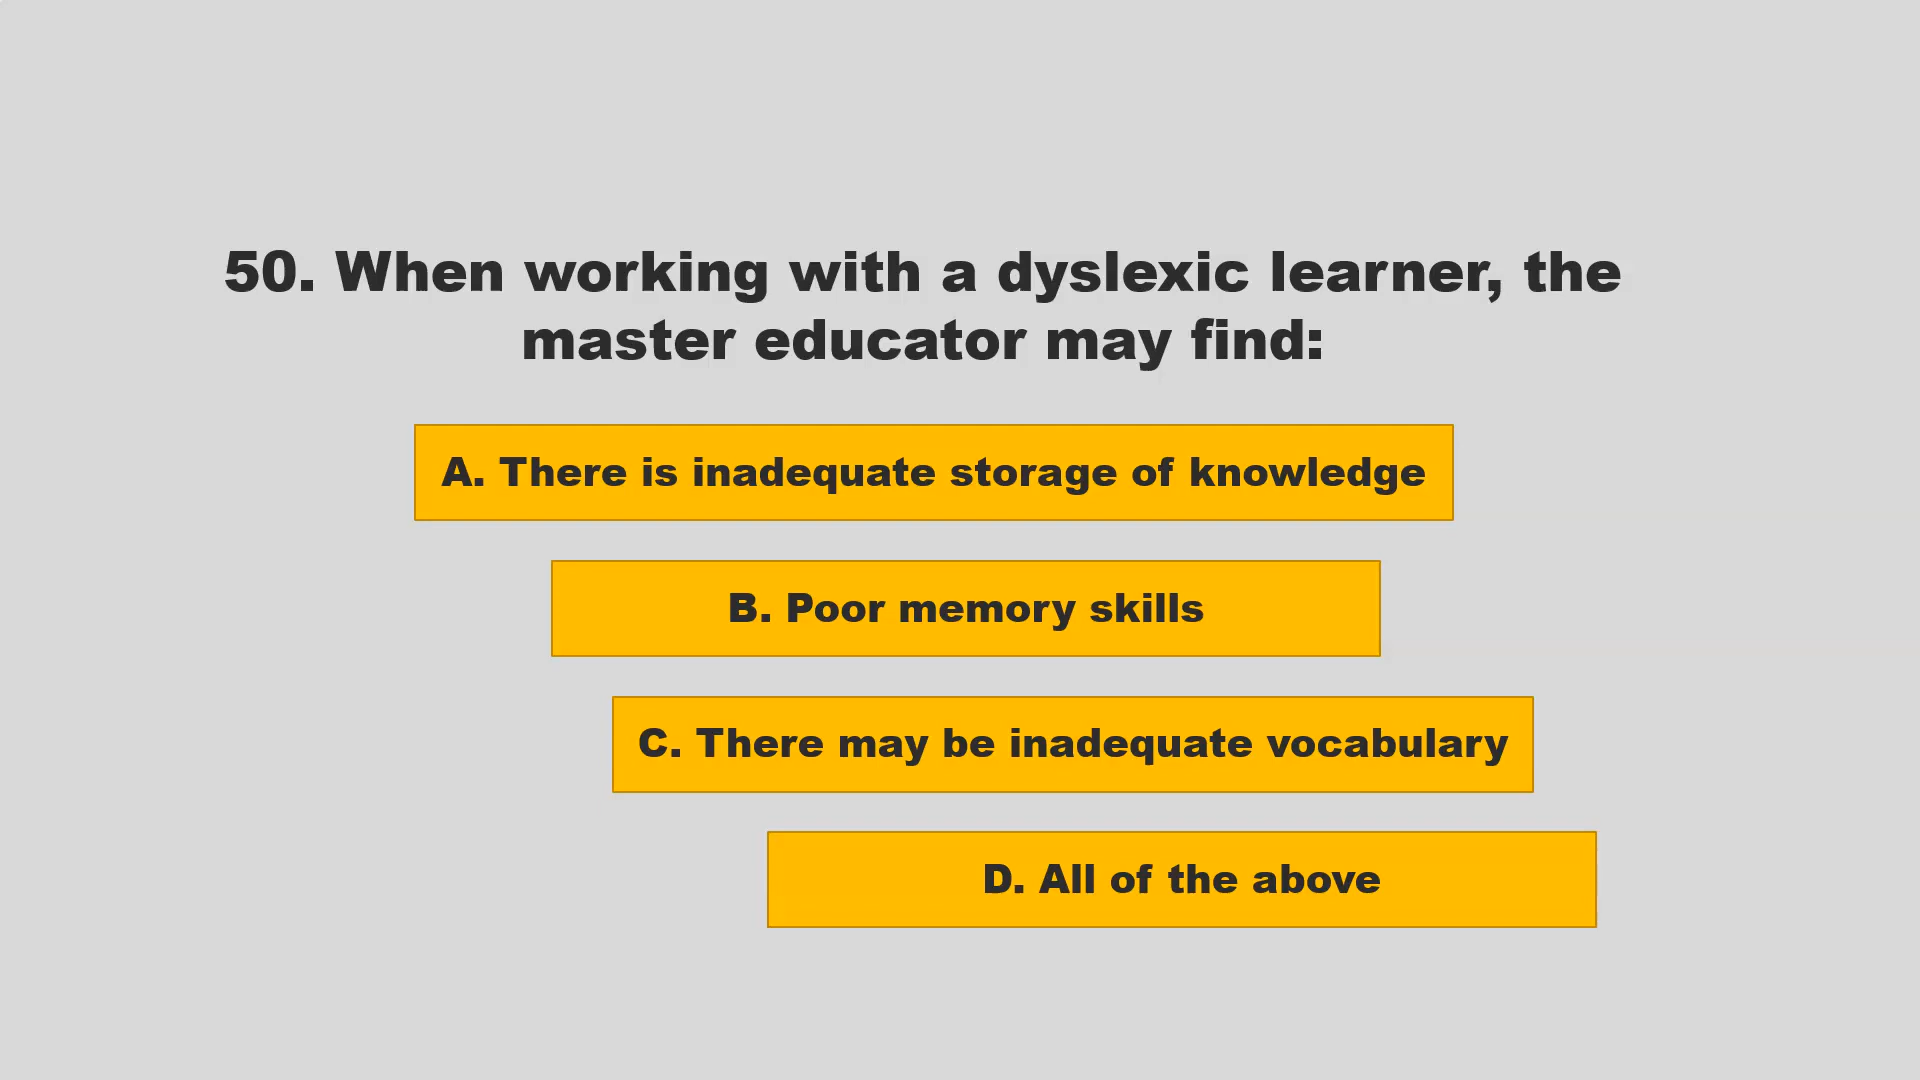 50. When working with a dyslexic learner, the
master educator may find:
A. There is inadequate storage of knowledge
B. Poor memory skills
C. There may be inadequate vocabulary
D. All of the above